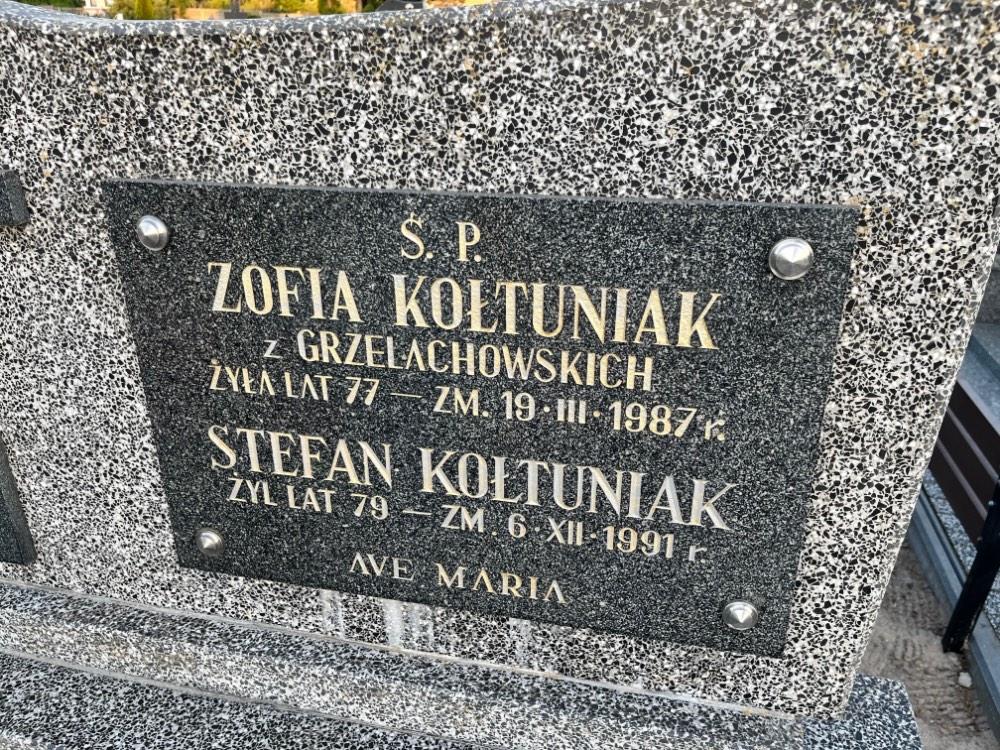 Ś. P.
ZOFIA KOŁTUNIAK
z GRZELACHOWSKICH
ŻYŁA LAT 77 — ZM. 19·III·1987 r.
STEFAN KOŁTUNIAK
ŻYŁ LAT 79 — ZM. 6·XII·1991 r.
AVE MARIA